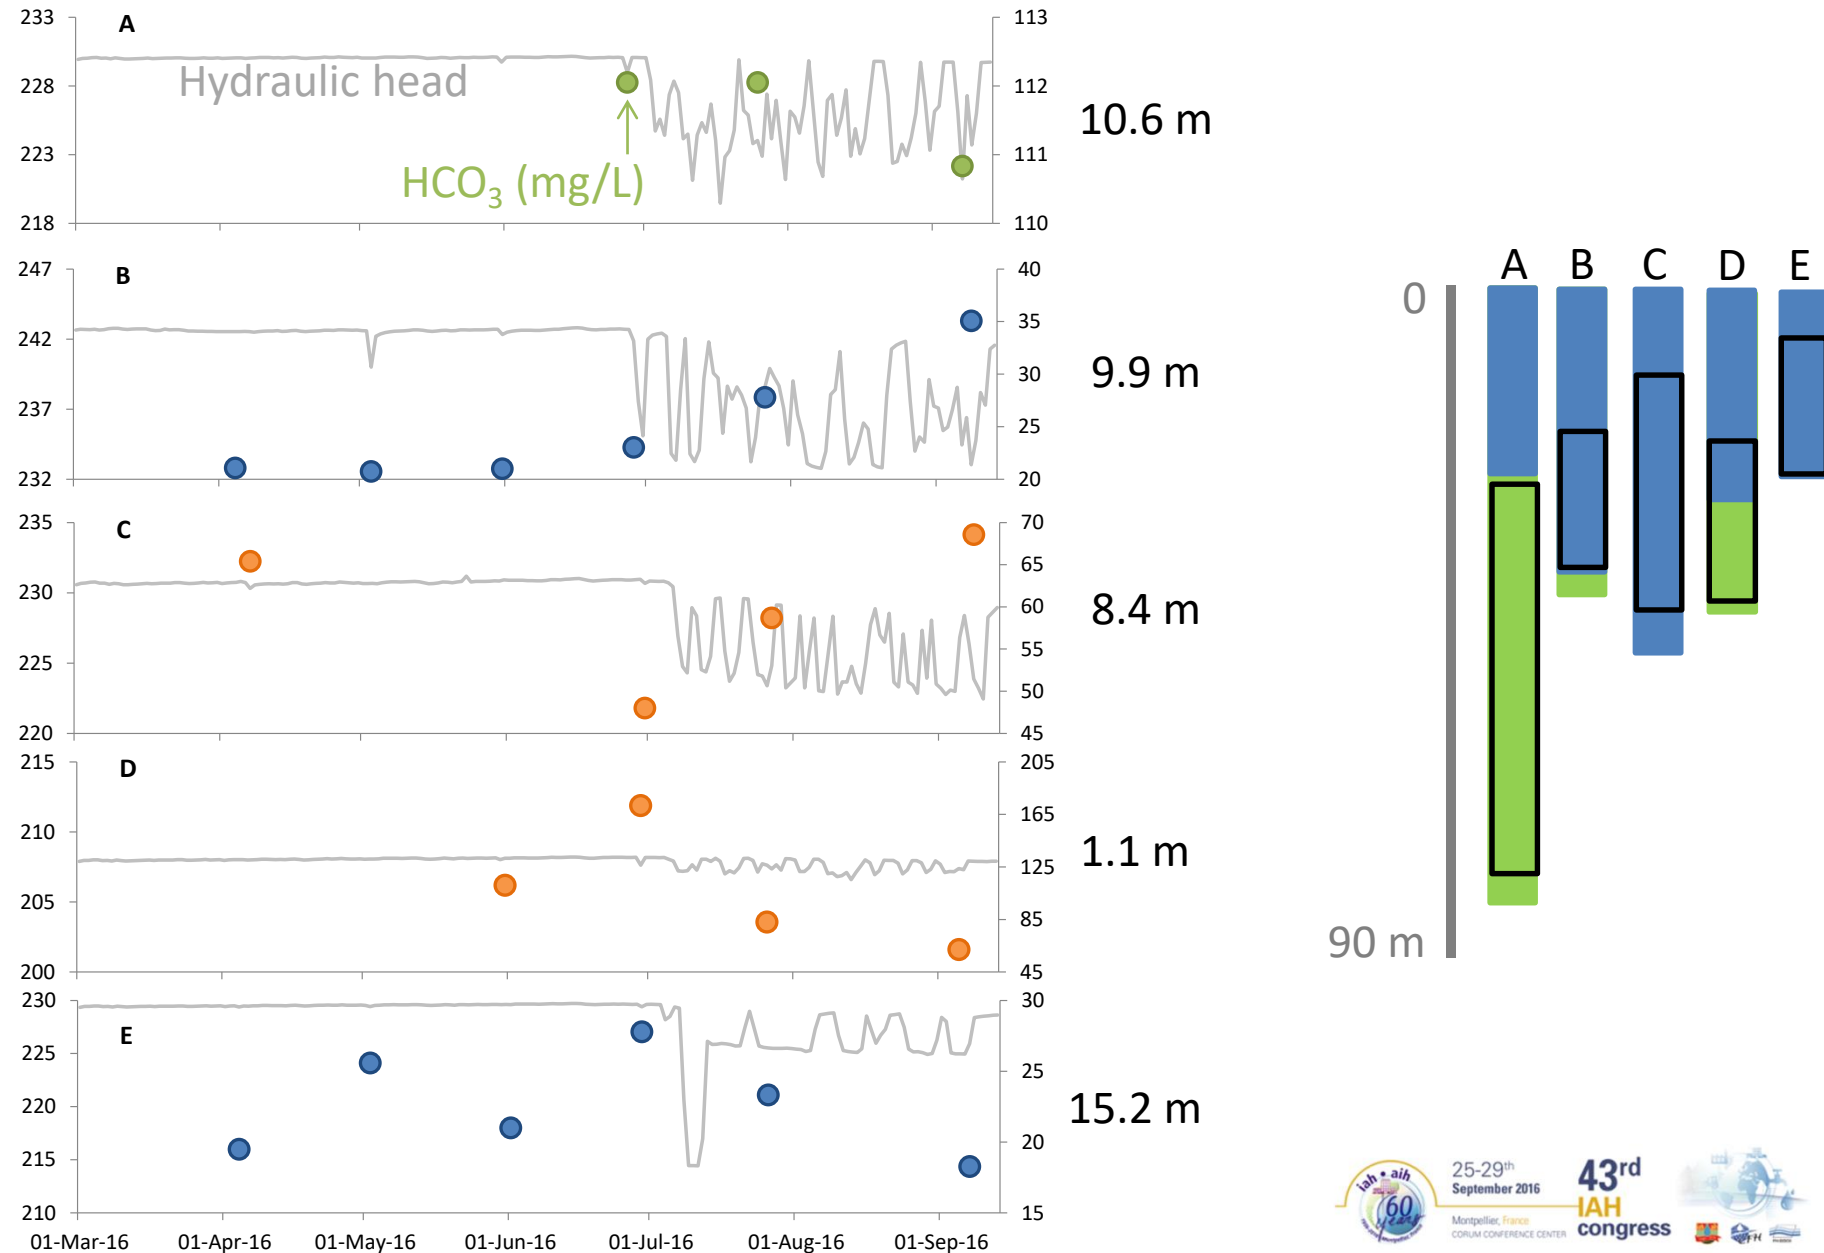 A
233
228
223
218
113
112
111
110
Hydraulic head
HCO₃ (mg/L)
10.6 m
B
247
242
237
232
40
35
30
25
20
9.9 m
C
235
230
225
220
70
65
60
55
50
45
8.4 m
D
215
210
205
200
205
165
125
85
45
1.1 m
E
230
225
220
215
210
30
25
20
15
15.2 m
01-Mar-16 01-Apr-16 01-May-16 01-Jun-16 01-Jul-16 01-Aug-16 01-Sep-16
A B C D E
0
90 m
iah • aih
60
Years
25-29th
September 2016
Montpellier, France
CORUM CONFERENCE CENTER
43rd
IAH
congress